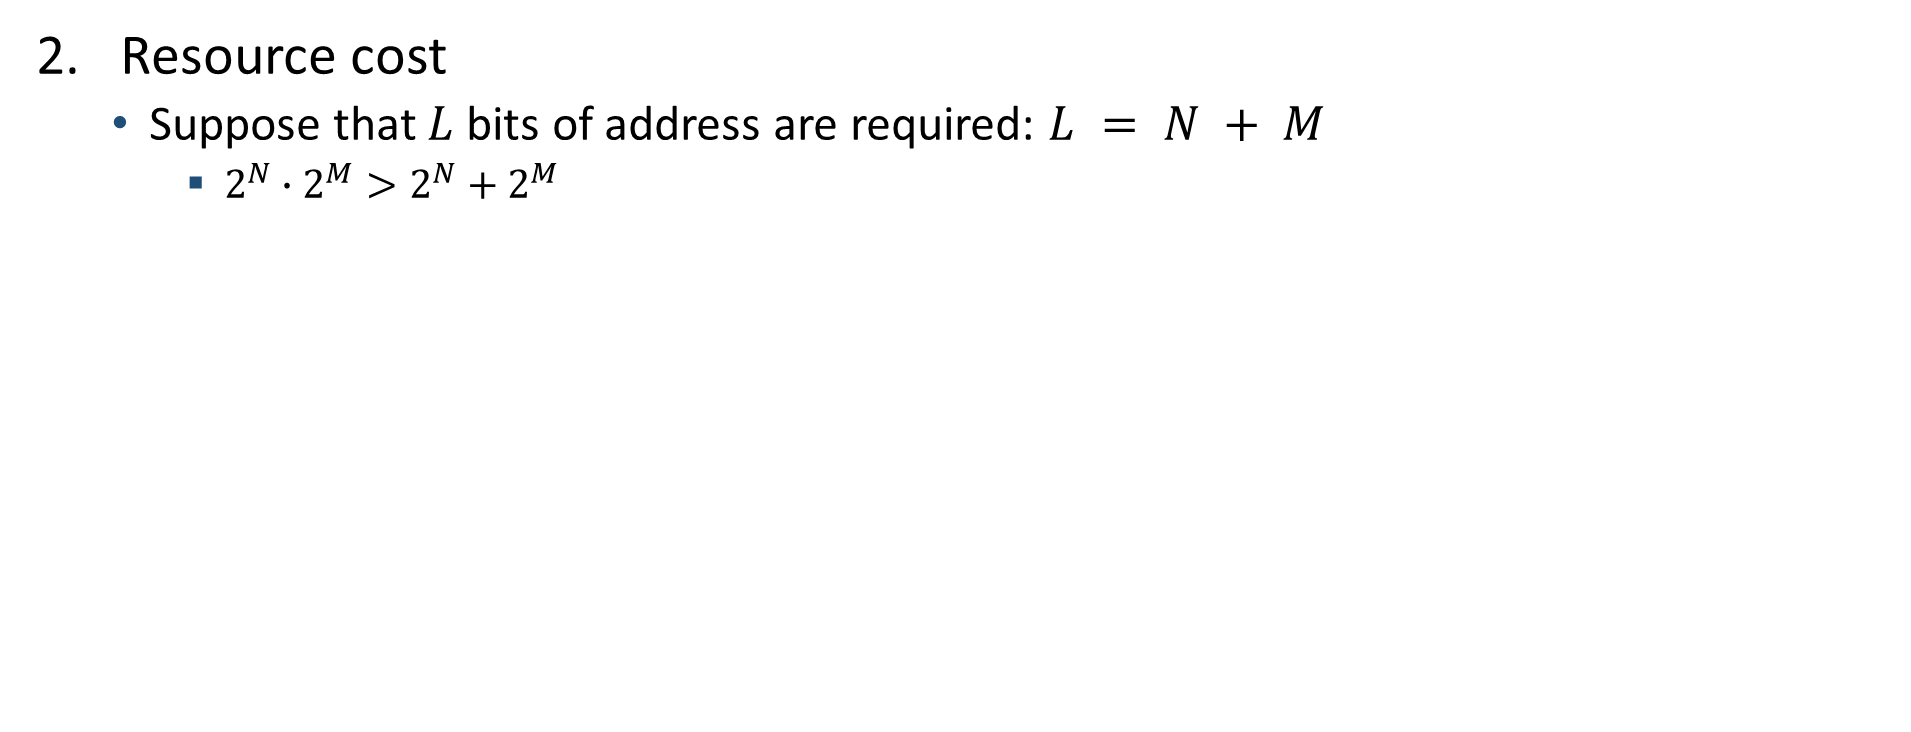 2. Resource cost
• Suppose that L bits of address are required: L = N + M
▪ 2^N · 2^M > 2^N + 2^M